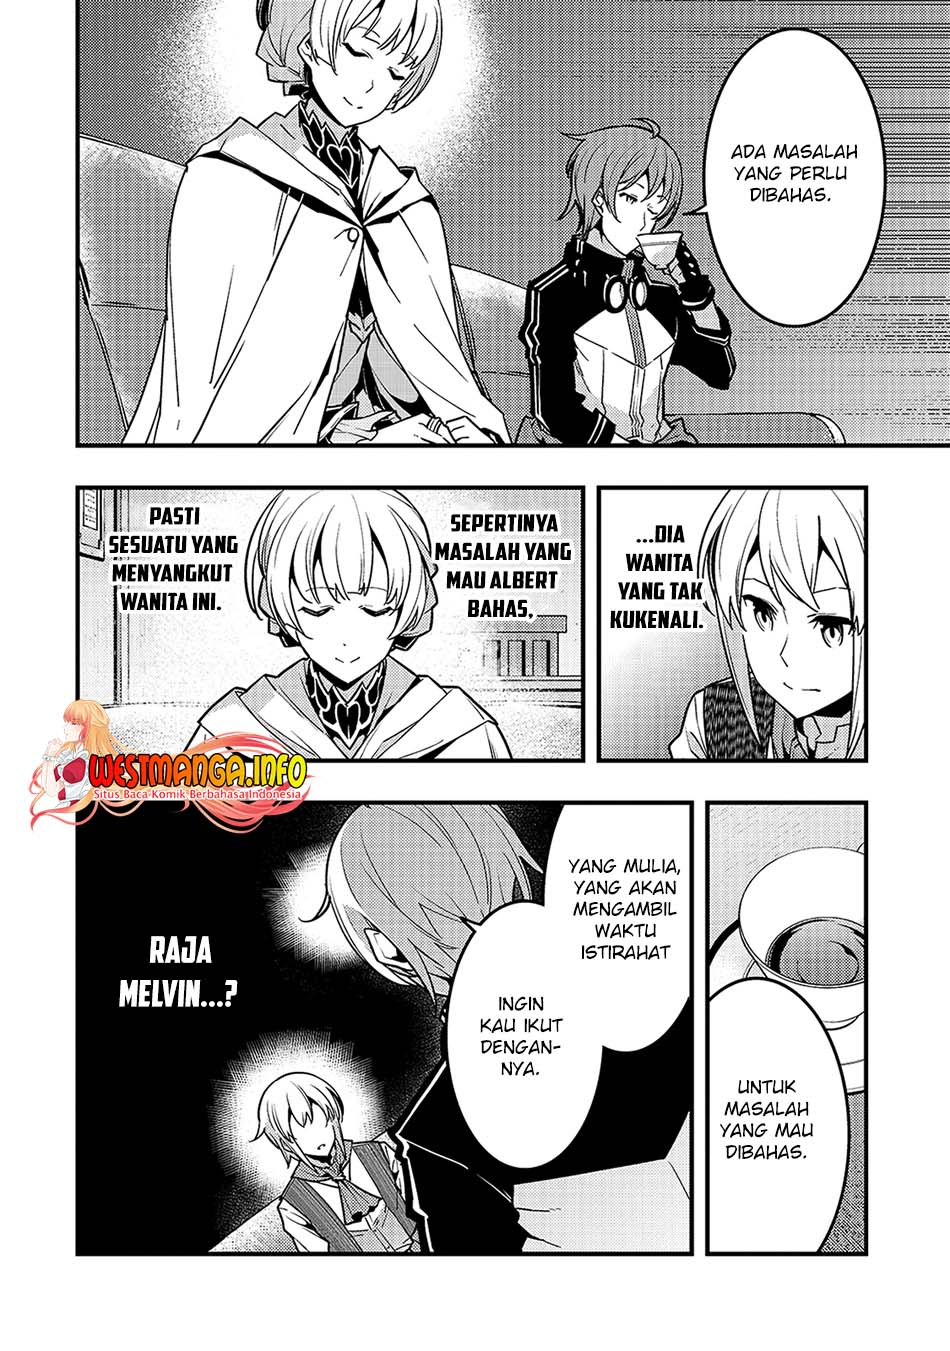 ADA MASALAH
YANG PERLU
DIBAHAS.
...DIA
WANITA
YANG TAK
KUKENALI.
SEPERTINYA
MASALAH YANG
MAU ALBERT
BAHAS,
PASTI
SESUATU YANG
MENYANGKUT
WANITA INI.
WESTMANGA.INFO
Situs Baca Komik Berbahasa Indonesia
UNTUK
MASALAH
YANG MAU
DIBAHAS.
YANG MULIA,
YANG AKAN
MENGAMBIL
WAKTU
ISTIRAHAT
INGIN
KAU IKUT
DENGAN-
NYA.
RAJA
MELVIN...?